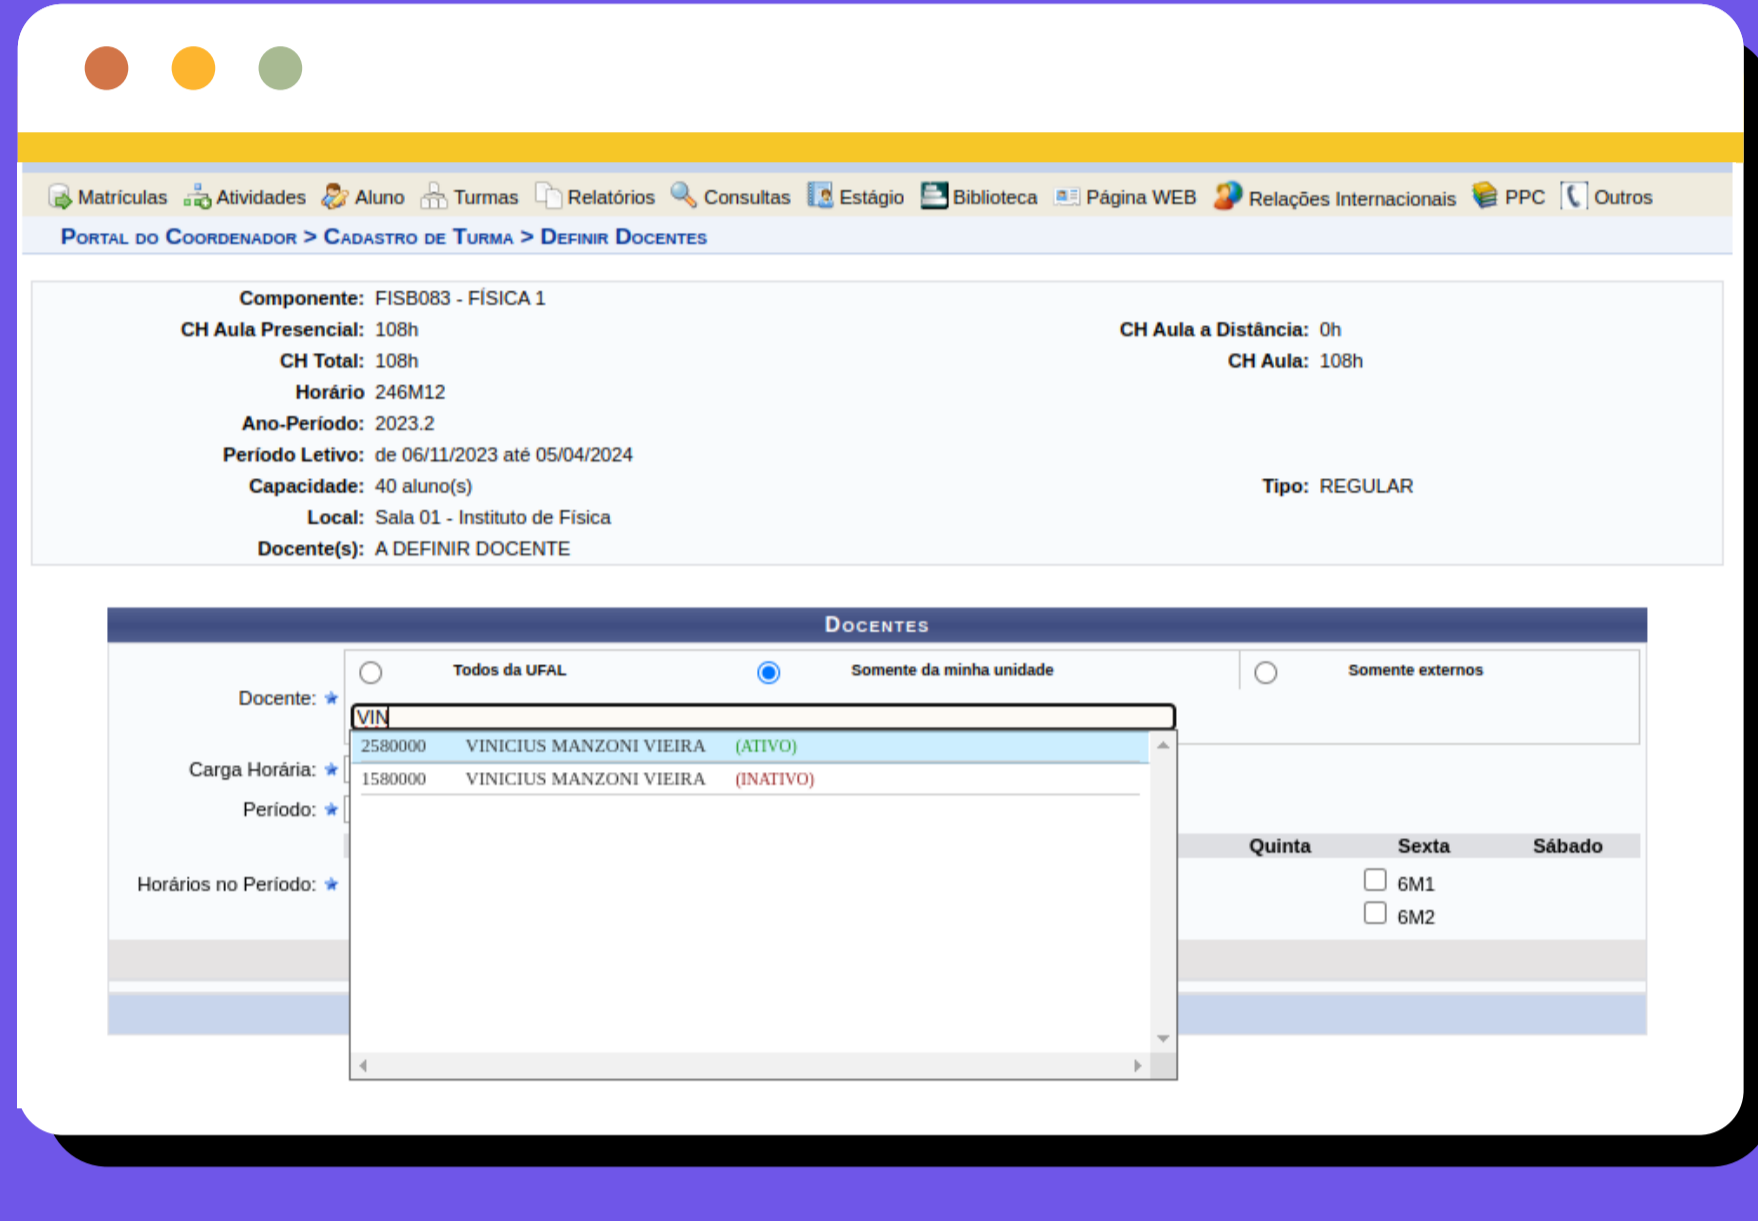 Matrículas Atividades Aluno Turmas Relatórios Consultas Estágio Biblioteca Página WEB Relações Internacionais PPC Outros
Portal do Coordenador > Cadastro de Turma > Definir Docentes
Componente: FISB083 - FÍSICA 1
CH Aula Presencial: 108h CH Aula a Distância: 0h
CH Total: 108h CH Aula: 108h
Horário 246M12
Ano-Período: 2023.2
Período Letivo: de 06/11/2023 até 05/04/2024
Capacidade: 40 aluno(s) Tipo: REGULAR
Local: Sala 01 - Instituto de Física
Docente(s): A DEFINIR DOCENTE
Docentes
Todos da UFAL Somente da minha unidade Somente externos
Docente:
VIN
2580000 VINICIUS MANZONI VIEIRA (ATIVO)
Carga Horária:
1580000 VINICIUS MANZONI VIEIRA (INATIVO)
Período:
Quinta Sexta Sábado
Horários no Período: 6M1
6M2